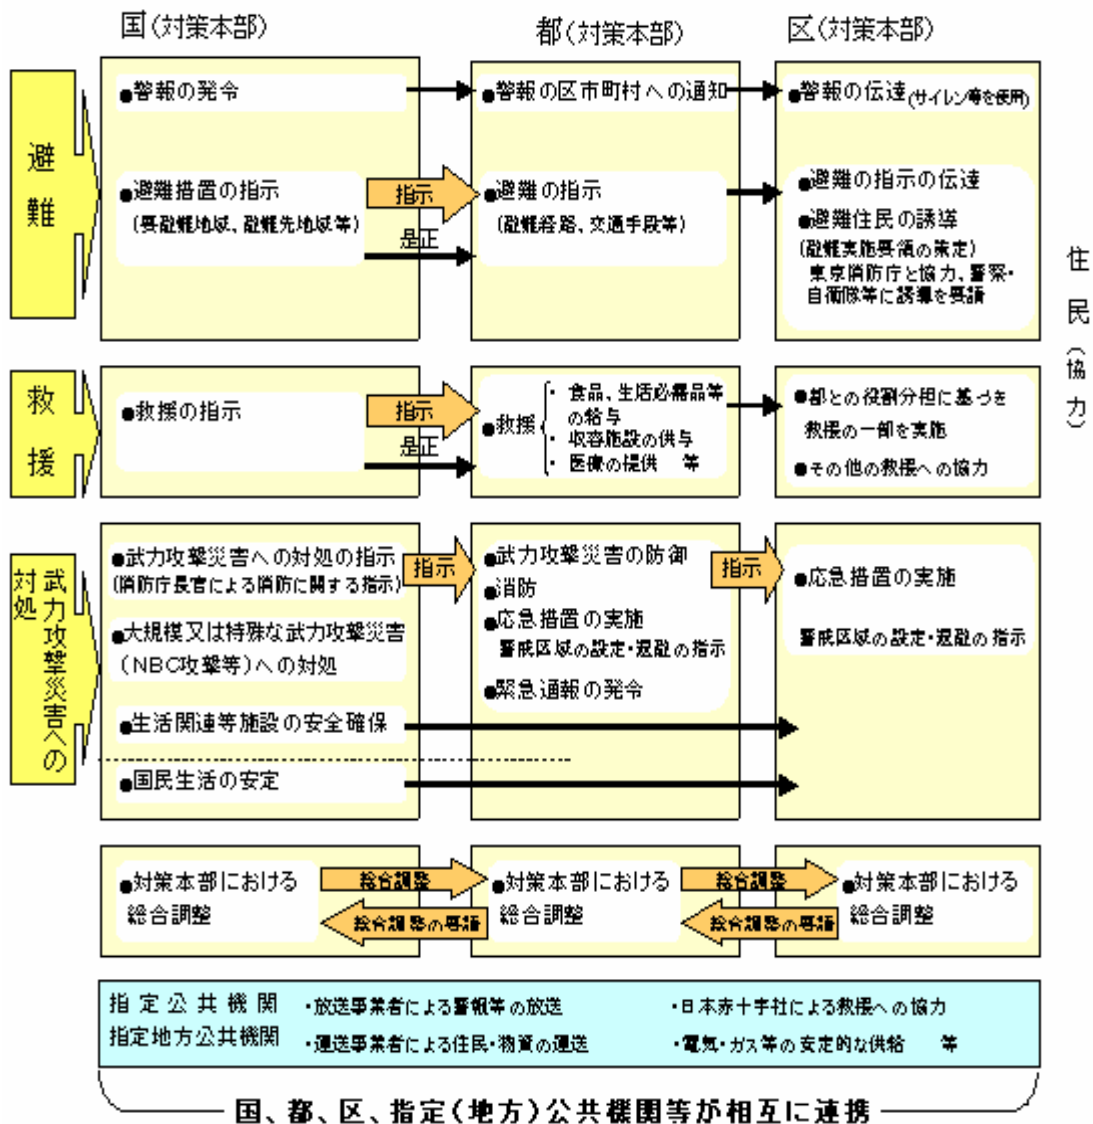 国(対策本部)
都(対策本部)
区(対策本部)
避難
●警報の発令
●警報の区市町村への通知
●警報の伝達(サイレン等を使用)
●避難措置の指示
(要避難地域、避難先地域等)
指示
是正
●避難の指示
(避難経路、交通手段等)
●避難の指示の伝達
●避難住民の誘導
(避難実施要領の策定)
東京消防庁と協力、警察・
自衛隊等に誘導を要請
住民(協力)
救援
●救援の指示
指示
是正
●救援
・ 食品、生活必需品等
の給与
・ 収容施設の供与
・ 医療の提供 等
●都との役割分担に基づき
救援の一部を実施
●その他の救援への協力
武力攻撃災害への
対処
●武力攻撃災害への対処の指示
(消防庁長官による消防に関する指示)
●大規模又は特殊な武力攻撃災害
(NBC攻撃等)への対処
●生活関連等施設の安全確保
●国民生活の安定
指示
●武力攻撃災害の防御
●消防
●応急措置の実施
警戒区域の設定・退避の指示
●緊急通報の発令
指示
●応急措置の実施
警戒区域の設定・退避の指示
●対策本部における
総合調整
総合調整
総合調整の要請
●対策本部における
総合調整
総合調整
総合調整の要請
●対策本部における
総合調整
指定公共機関
指定地方公共機関
・放送事業者による警報等の放送
・日本赤十字社による救援への協力
・運送事業者による住民・物資の運送
・電気・ガス等の安定的な供給 等
国、都、区、指定(地方)公共機関等が相互に連携